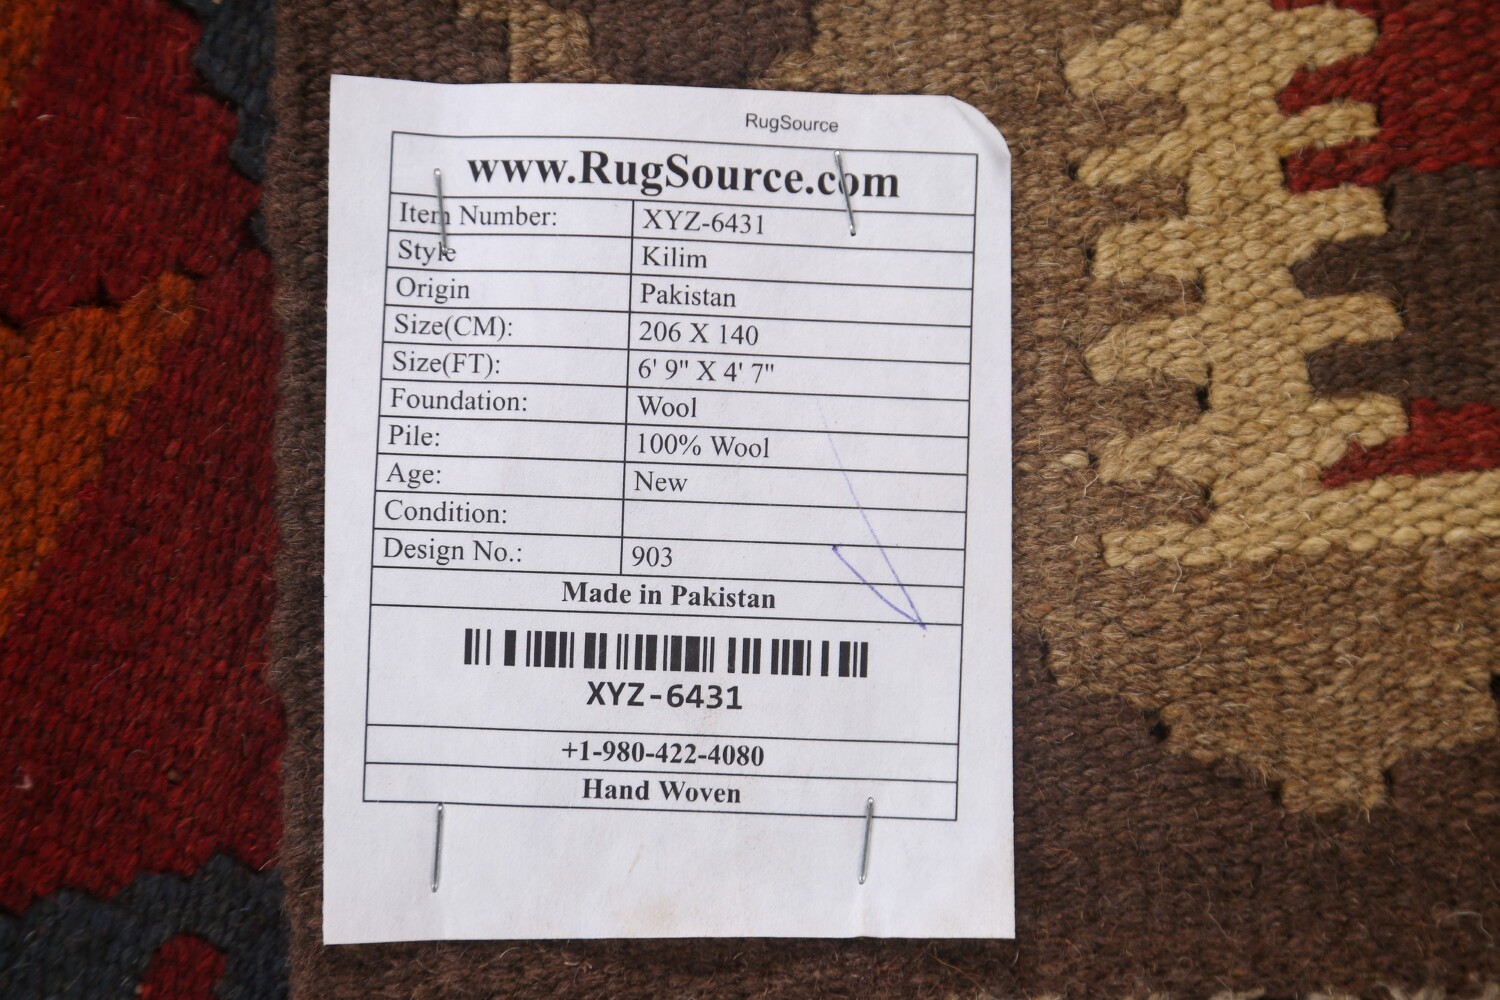 RugSource
www.RugSource.com
Item Number: XYZ-6431
Style Kilim
Origin Pakistan
Size(CM): 206 X 140
Size(FT): 6' 9" X 4' 7"
Foundation: Wool
Pile: 100% Wool
Age: New
Condition:
Design No.: 903
Made in Pakistan
XYZ-6431
+1-980-422-4080
Hand Woven